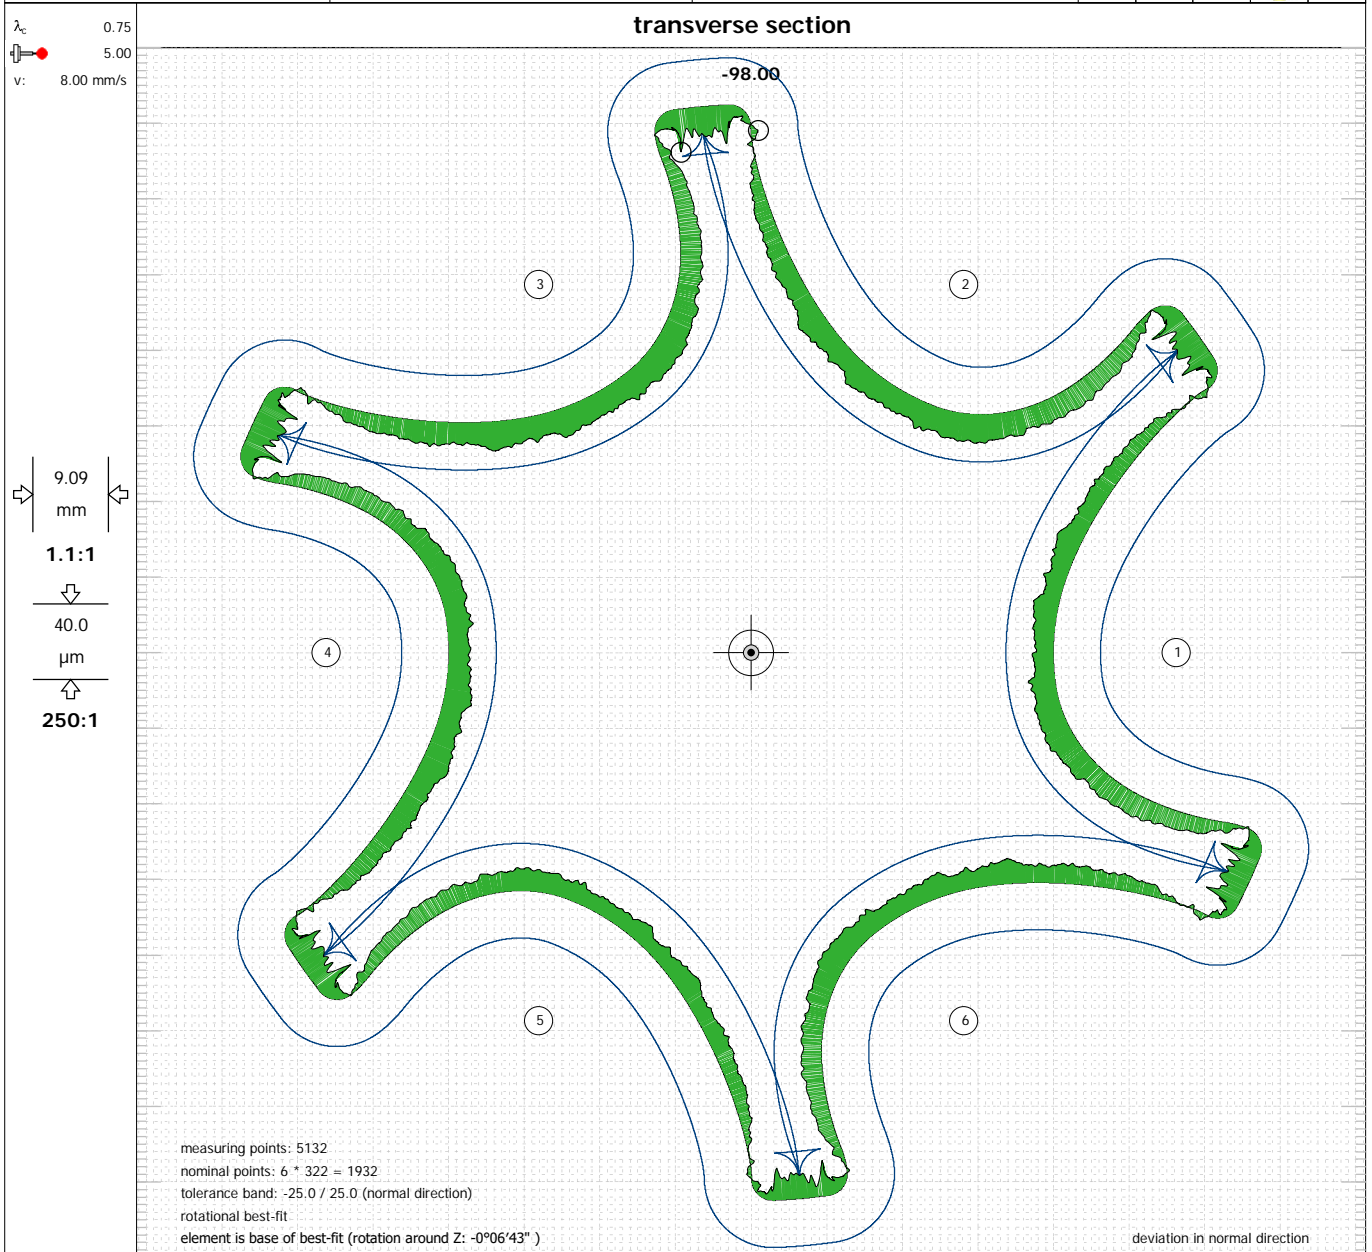 transverse section
λc 0.75
5.00
v: 8.00 mm/s
-98.00
3
2
9.09
mm
1.1:1
40.0
µm
250:1
4
1
5
6
measuring points: 5132
nominal points: 6 * 322 = 1932
tolerance band: -25.0 / 25.0 (normal direction)
rotational best-fit
element is base of best-fit (rotation around Z: -0°06'43" )
deviation in normal direction